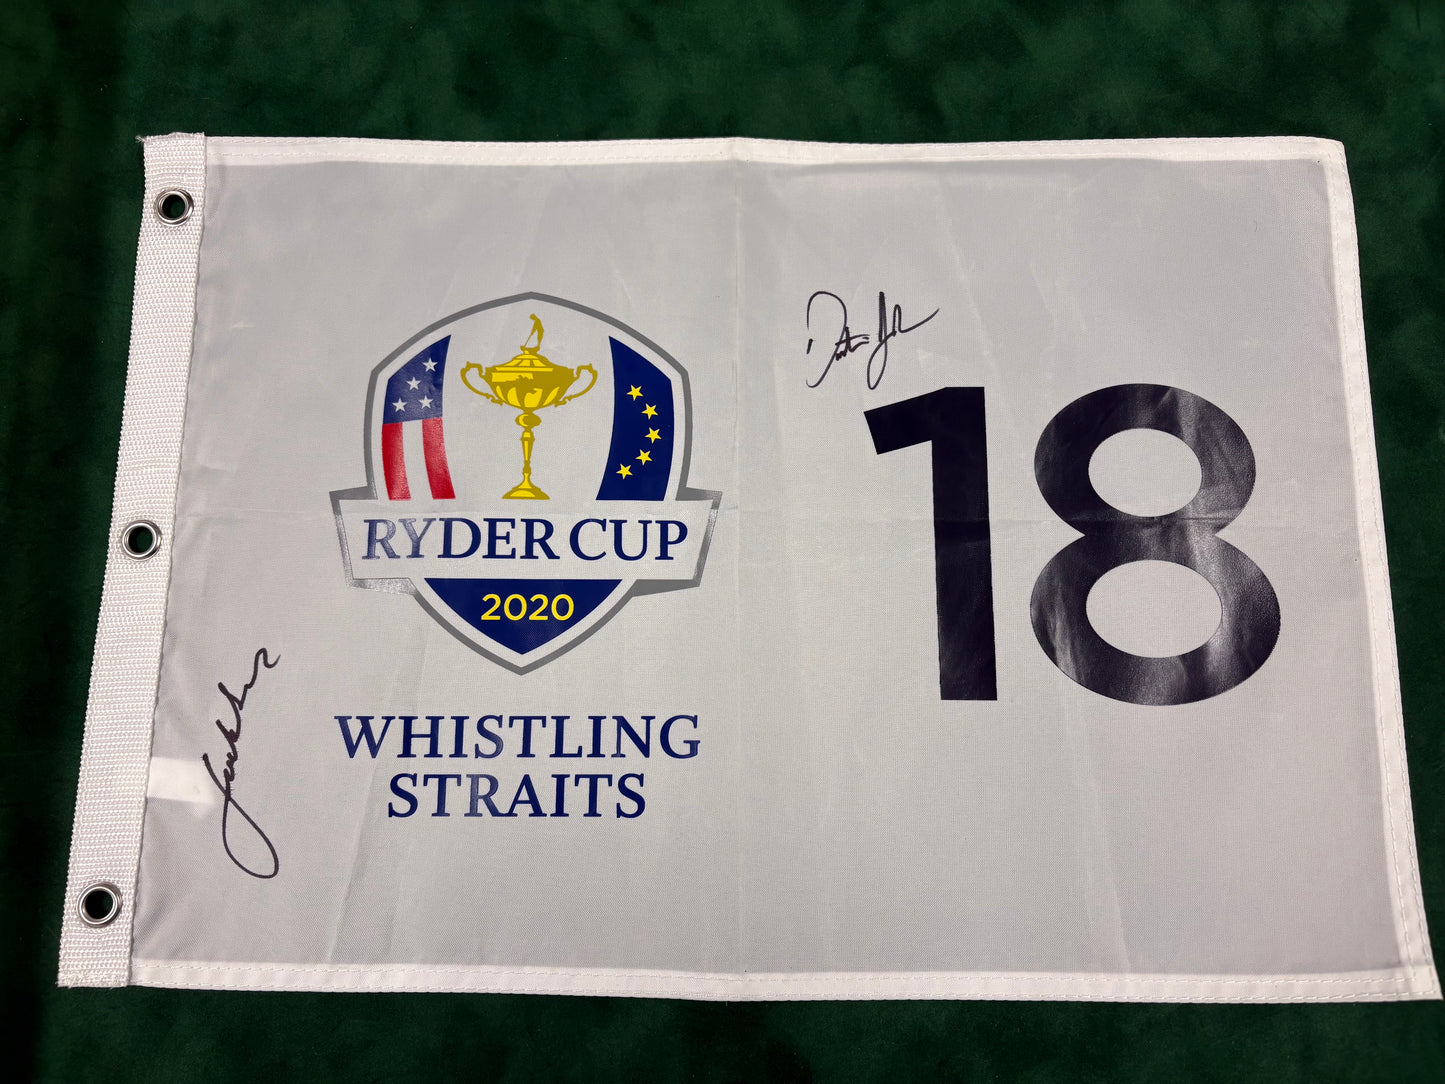 RYDER CUP
2020
WHISTLING
STRAITS
18